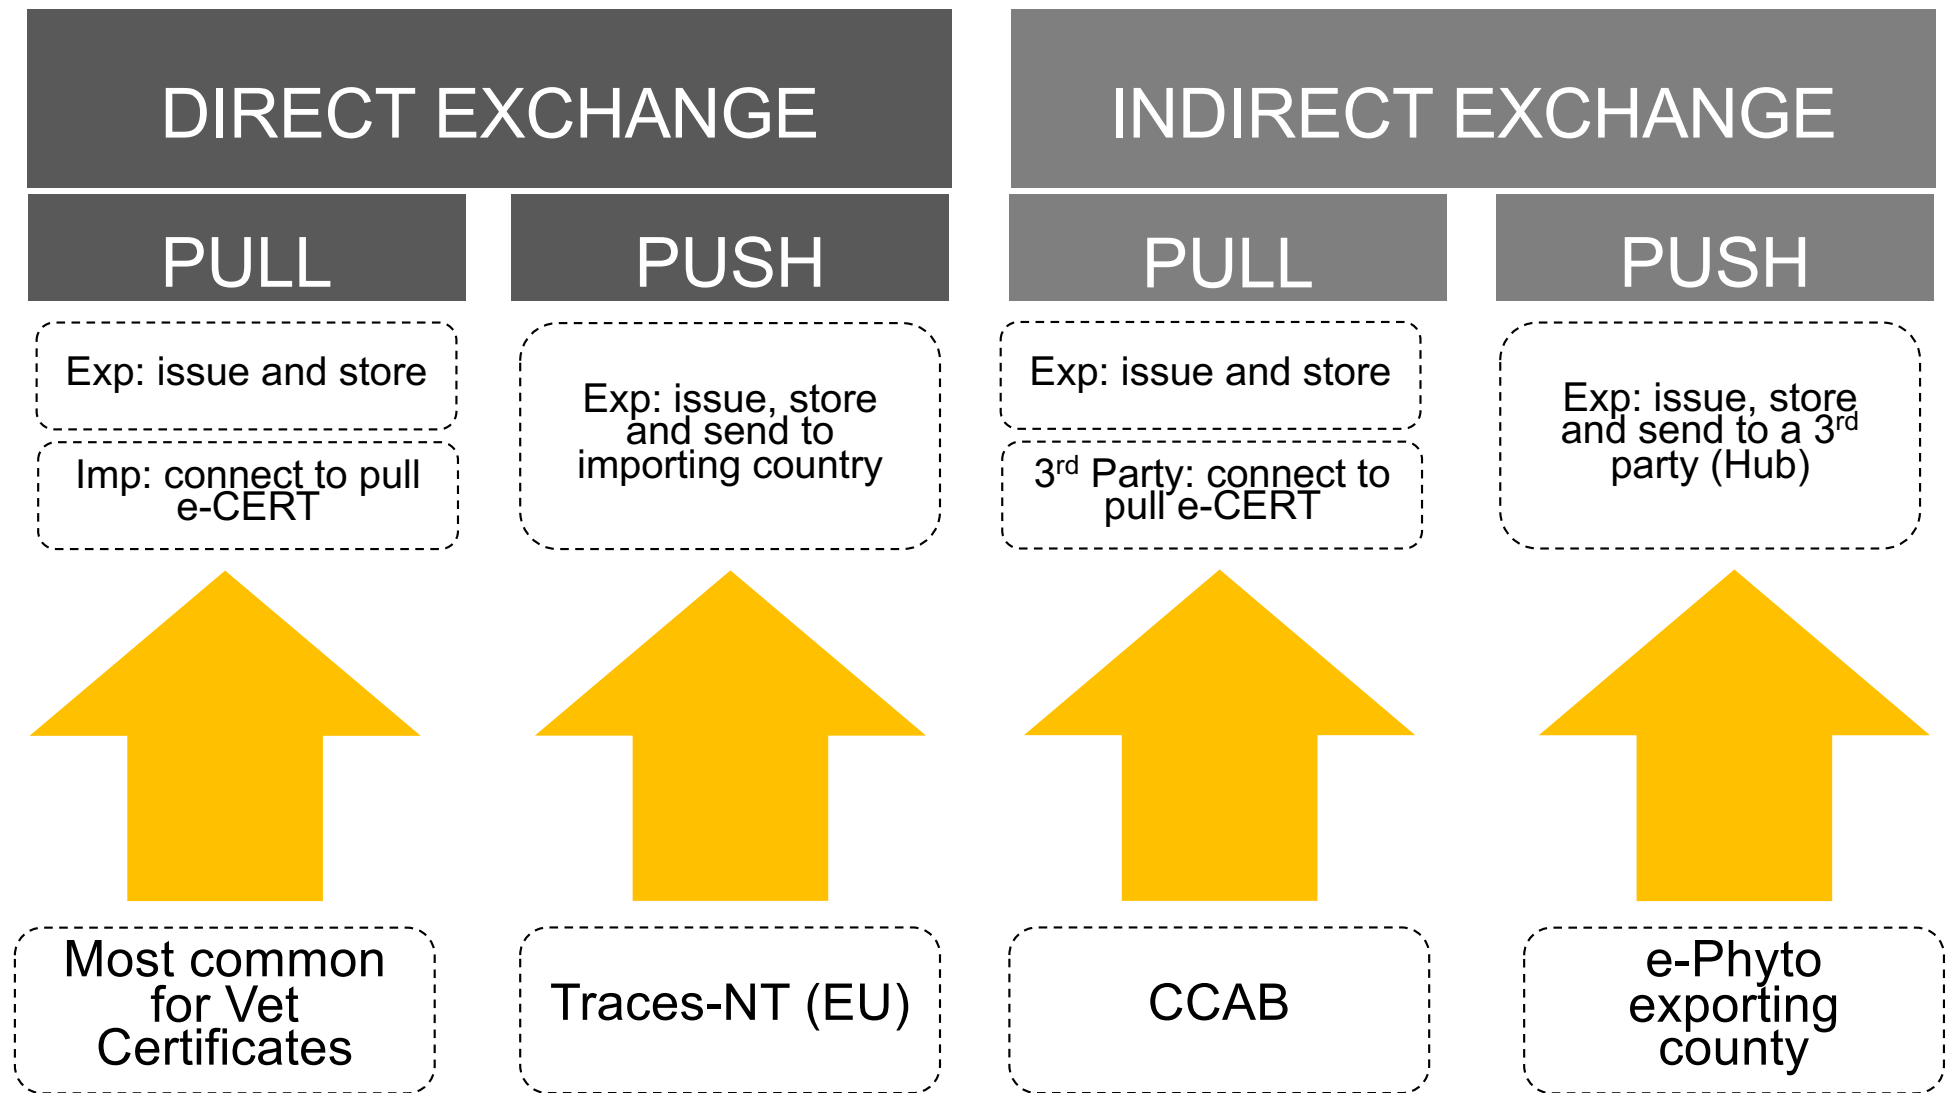 DIRECT EXCHANGE
INDIRECT EXCHANGE
PULL
PUSH
PULL
PUSH
Exp: issue and store
Imp: connect to pull
e-CERT
Exp: issue, store
and send to
importing country
Exp: issue and store
3rd Party: connect to
pull e-CERT
Exp: issue, store
and send to a 3rd
party (Hub)
Most common
for Vet
Certificates
Traces-NT (EU)
CCAB
e-Phyto
exporting
county